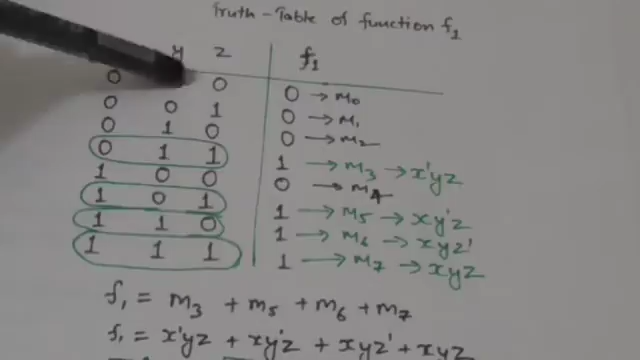 Truth-Table of function f₁
y z f₁
0 0 0 → m₀
0 0 1 0 → m₁
0 1 0 0 → m₂
0 1 1 1 → m₃ → x'yz
1 0 0 0 → m₄
1 0 1 1 → m₅ → xy'z
1 1 0 1 → m₆ → xyz'
1 1 1 1 → m₇ → xyz
f₁ = m₃ + m₅ + m₆ + m₇
f₁ = x'yz + xy'z + xyz' + xyz